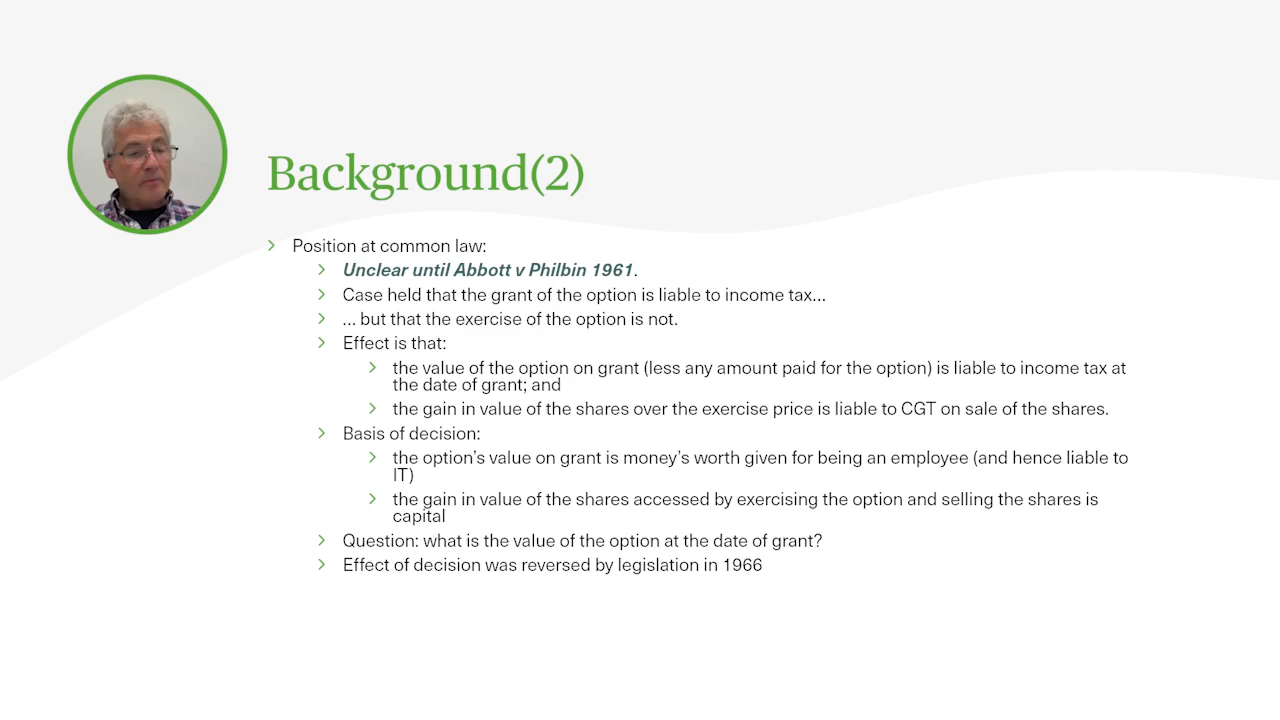 Background(2)
Position at common law:
Unclear until Abbott v Philbin 1961.
Case held that the grant of the option is liable to income tax...
... but that the exercise of the option is not.
Effect is that:
the value of the option on grant (less any amount paid for the option) is liable to income tax at
the date of grant; and
the gain in value of the shares over the exercise price is liable to CGT on sale of the shares.
Basis of decision:
the option's value on grant is money's worth given for being an employee (and hence liable to
IT)
the gain in value of the shares accessed by exercising the option and selling the shares is
capital
Question: what is the value of the option at the date of grant?
Effect of decision was reversed by legislation in 1966